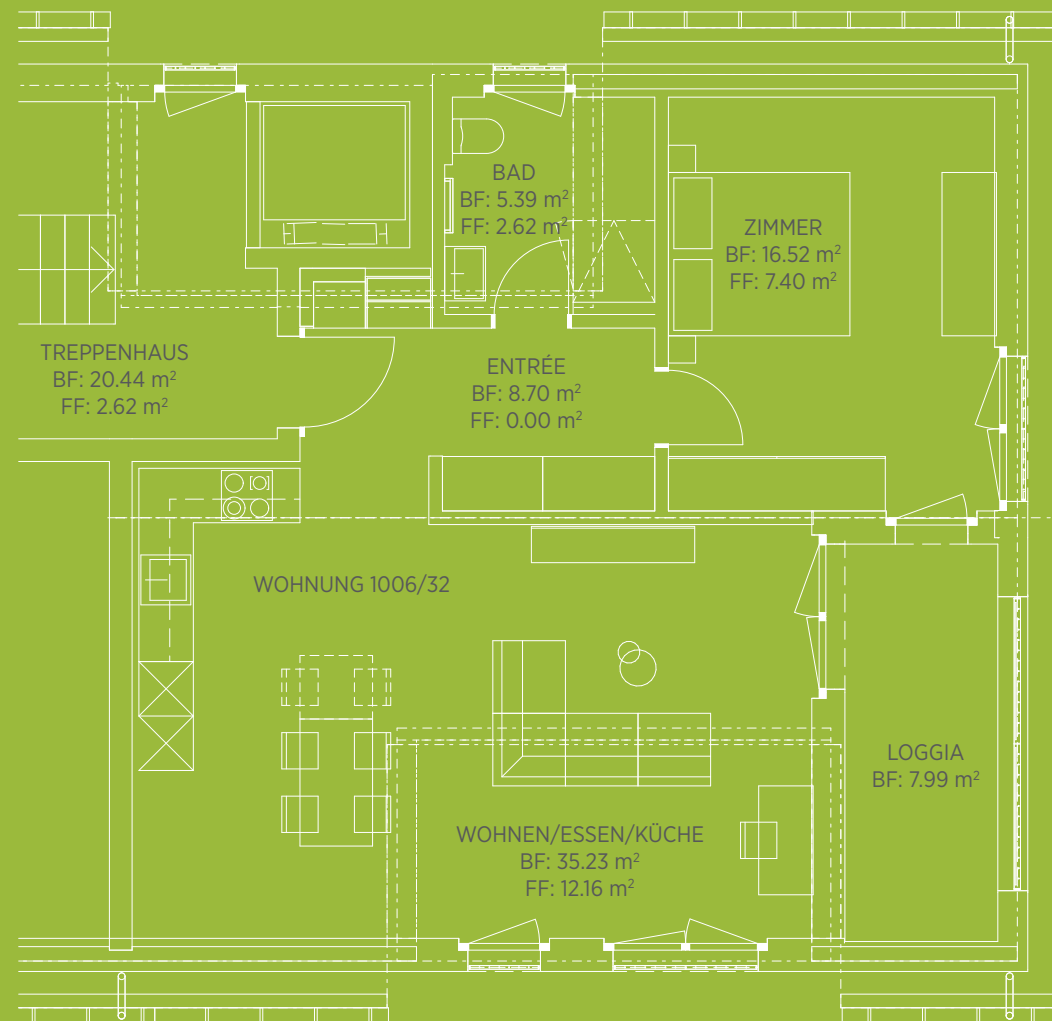 BAD
BF: 5.39 m²
FF: 2.62 m²
ZIMMER
BF: 16.52 m²
FF: 7.40 m²
TREPPENHAUS
BF: 20.44 m²
FF: 2.62 m²
ENTRÉE
BF: 8.70 m²
FF: 0.00 m²
WOHNUNG 1006/32
LOGGIA
BF: 7.99 m²
WOHNEN/ESSEN/KÜCHE
BF: 35.23 m²
FF: 12.16 m²